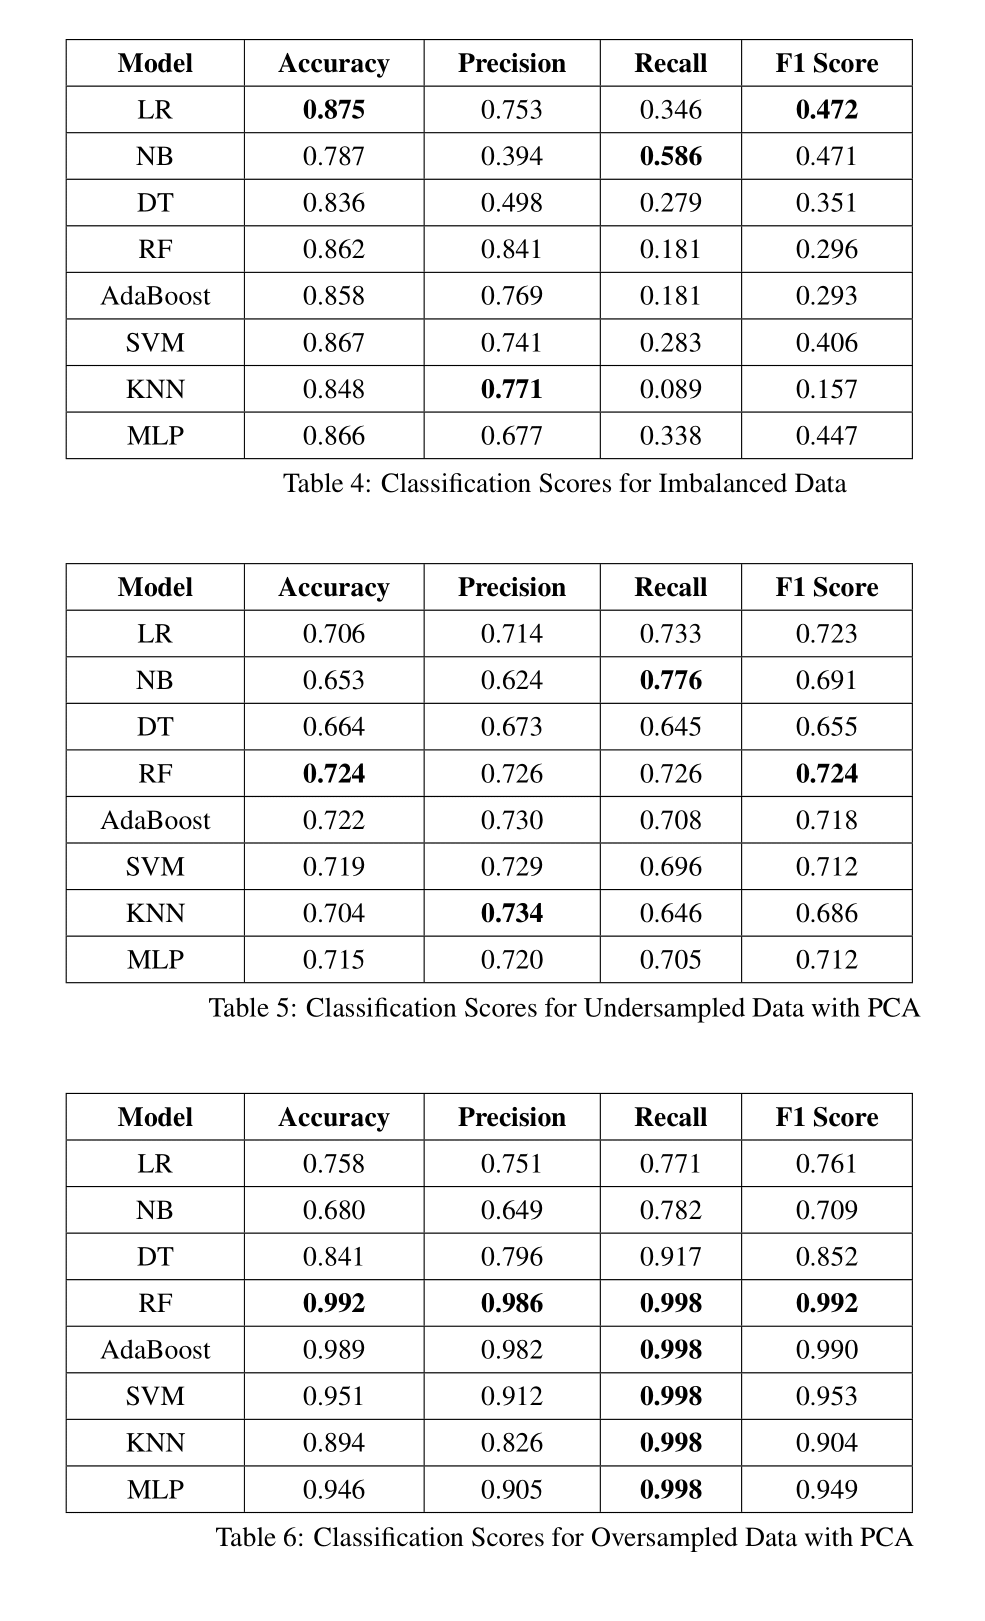 Model Accuracy Precision Recall F1 Score
LR 0.875 0.753 0.346 0.472
NB 0.787 0.394 0.586 0.471
DT 0.836 0.498 0.279 0.351
RF 0.862 0.841 0.181 0.296
AdaBoost 0.858 0.769 0.181 0.293
SVM 0.867 0.741 0.283 0.406
KNN 0.848 0.771 0.089 0.157
MLP 0.866 0.677 0.338 0.447
Table 4: Classification Scores for Imbalanced Data
Model Accuracy Precision Recall F1 Score
LR 0.706 0.714 0.733 0.723
NB 0.653 0.624 0.776 0.691
DT 0.664 0.673 0.645 0.655
RF 0.724 0.726 0.726 0.724
AdaBoost 0.722 0.730 0.708 0.718
SVM 0.719 0.729 0.696 0.712
KNN 0.704 0.734 0.646 0.686
MLP 0.715 0.720 0.705 0.712
Table 5: Classification Scores for Undersampled Data with PCA
Model Accuracy Precision Recall F1 Score
LR 0.758 0.751 0.771 0.761
NB 0.680 0.649 0.782 0.709
DT 0.841 0.796 0.917 0.852
RF 0.992 0.986 0.998 0.992
AdaBoost 0.989 0.982 0.998 0.990
SVM 0.951 0.912 0.998 0.953
KNN 0.894 0.826 0.998 0.904
MLP 0.946 0.905 0.998 0.949
Table 6: Classification Scores for Oversampled Data with PCA